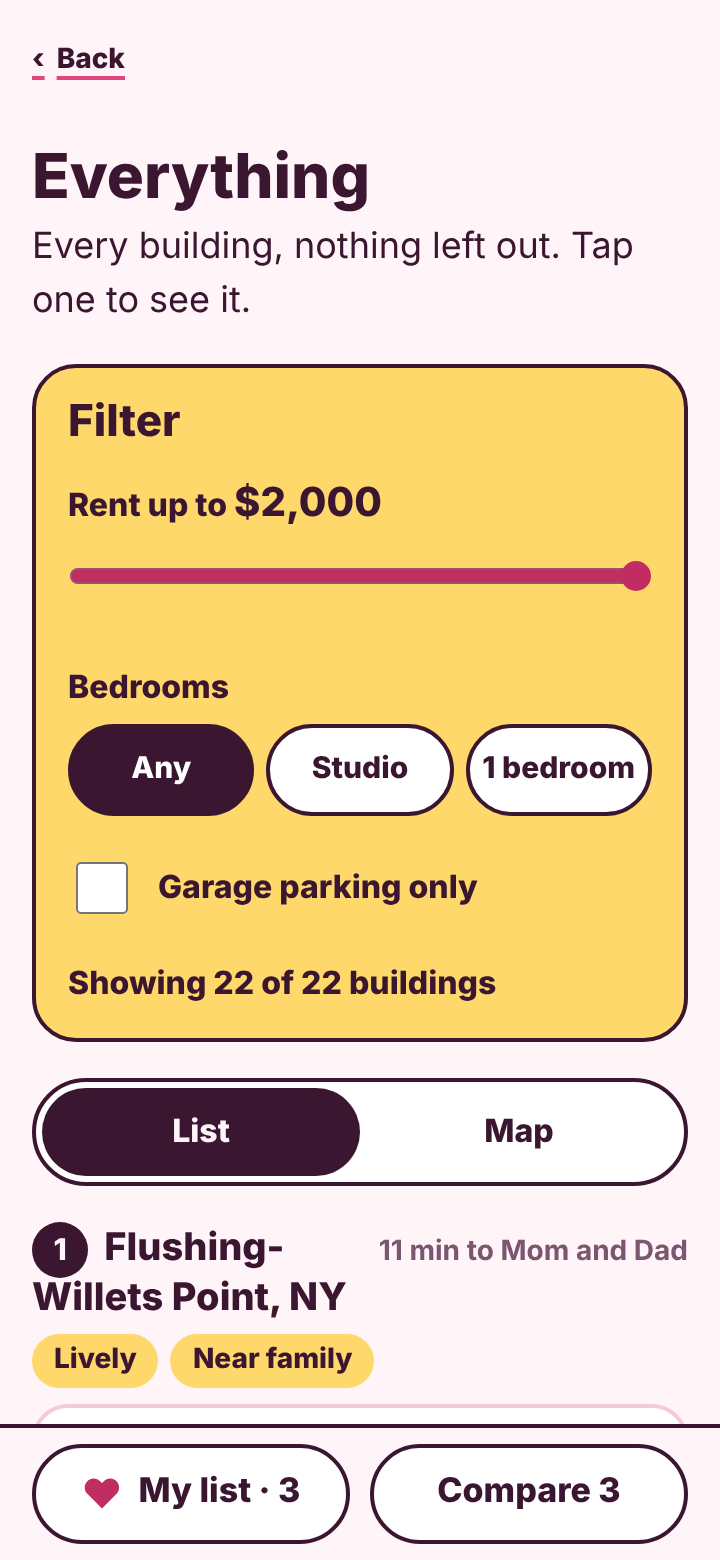 ‹ Back
Everything
Every building, nothing left out. Tap
one to see it.
Filter
Rent up to $2,000
Bedrooms
Any
Studio
1 bedroom
Garage parking only
Showing 22 of 22 buildings
List
Map
1 Flushing-
Willets Point, NY
11 min to Mom and Dad
Lively
Near family
My list · 3
Compare 3